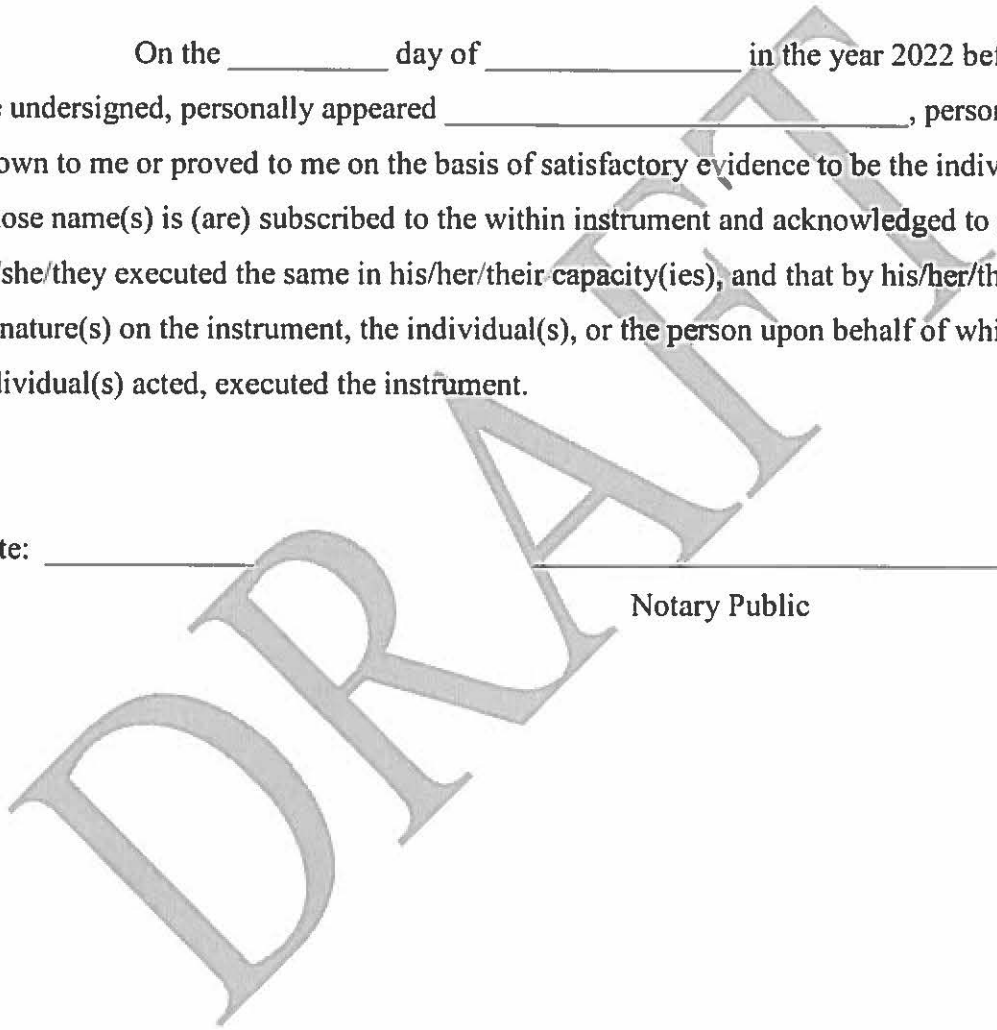 On the __________ day of ________________ in the year 2022 bef
e undersigned, personally appeared _____________________________, person
own to me or proved to me on the basis of satisfactory evidence to be the indiv
ose name(s) is (are) subscribed to the within instrument and acknowledged to
/she/they executed the same in his/her/their capacity(ies), and that by his/her/th
nature(s) on the instrument, the individual(s), or the person upon behalf of whi
dividual(s) acted, executed the instrument.
te: _____________ _____________________________
Notary Public
DRAFT